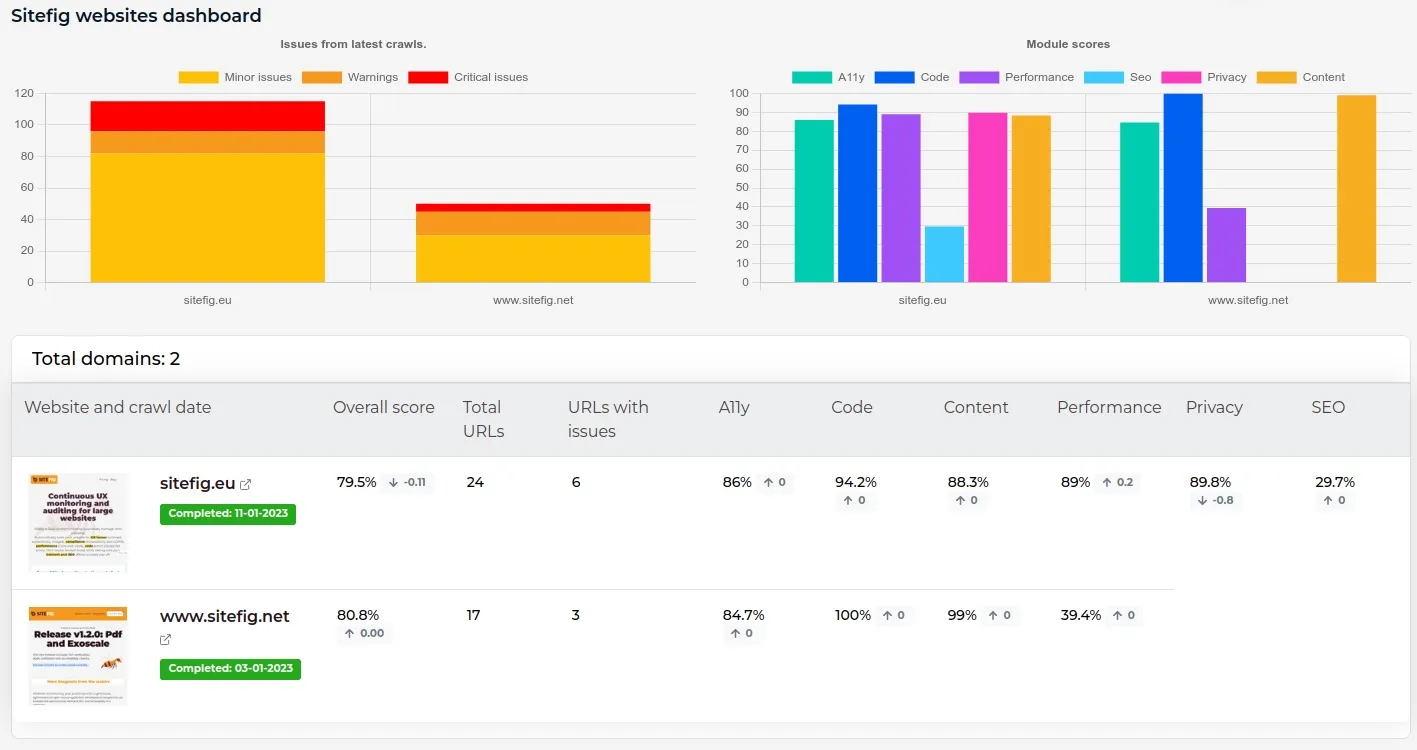 Sitefig websites dashboard
Issues from latest crawls.
Minor issues Warnings Critical issues
120
100
80
60
40
20
0
sitefig.eu www.sitefig.net
Module scores
A11y Code Performance Seo Privacy Content
100
90
80
70
60
50
40
30
20
10
0
sitefig.eu www.sitefig.net
Total domains: 2
Website and crawl date Overall score Total URLs URLs with issues A11y Code Content Performance Privacy SEO
SITEFIG
Continuous UX
monitoring and
auditing for large
websites
sitefig.eu
Completed: 11-01-2023
79.5% ↓ -0.11 24 6 86% ↑ 0 94.2% ↑ 0 88.3% ↑ 0 89% ↑ 0.2 89.8% ↓ -0.8 29.7% ↑ 0
SITEFIG
Release v1.2.0: Pdf
and Exoscale
www.sitefig.net
Completed: 03-01-2023
80.8% ↑ 0.00 17 3 84.7% ↑ 0 100% ↑ 0 99% ↑ 0 39.4% ↑ 0